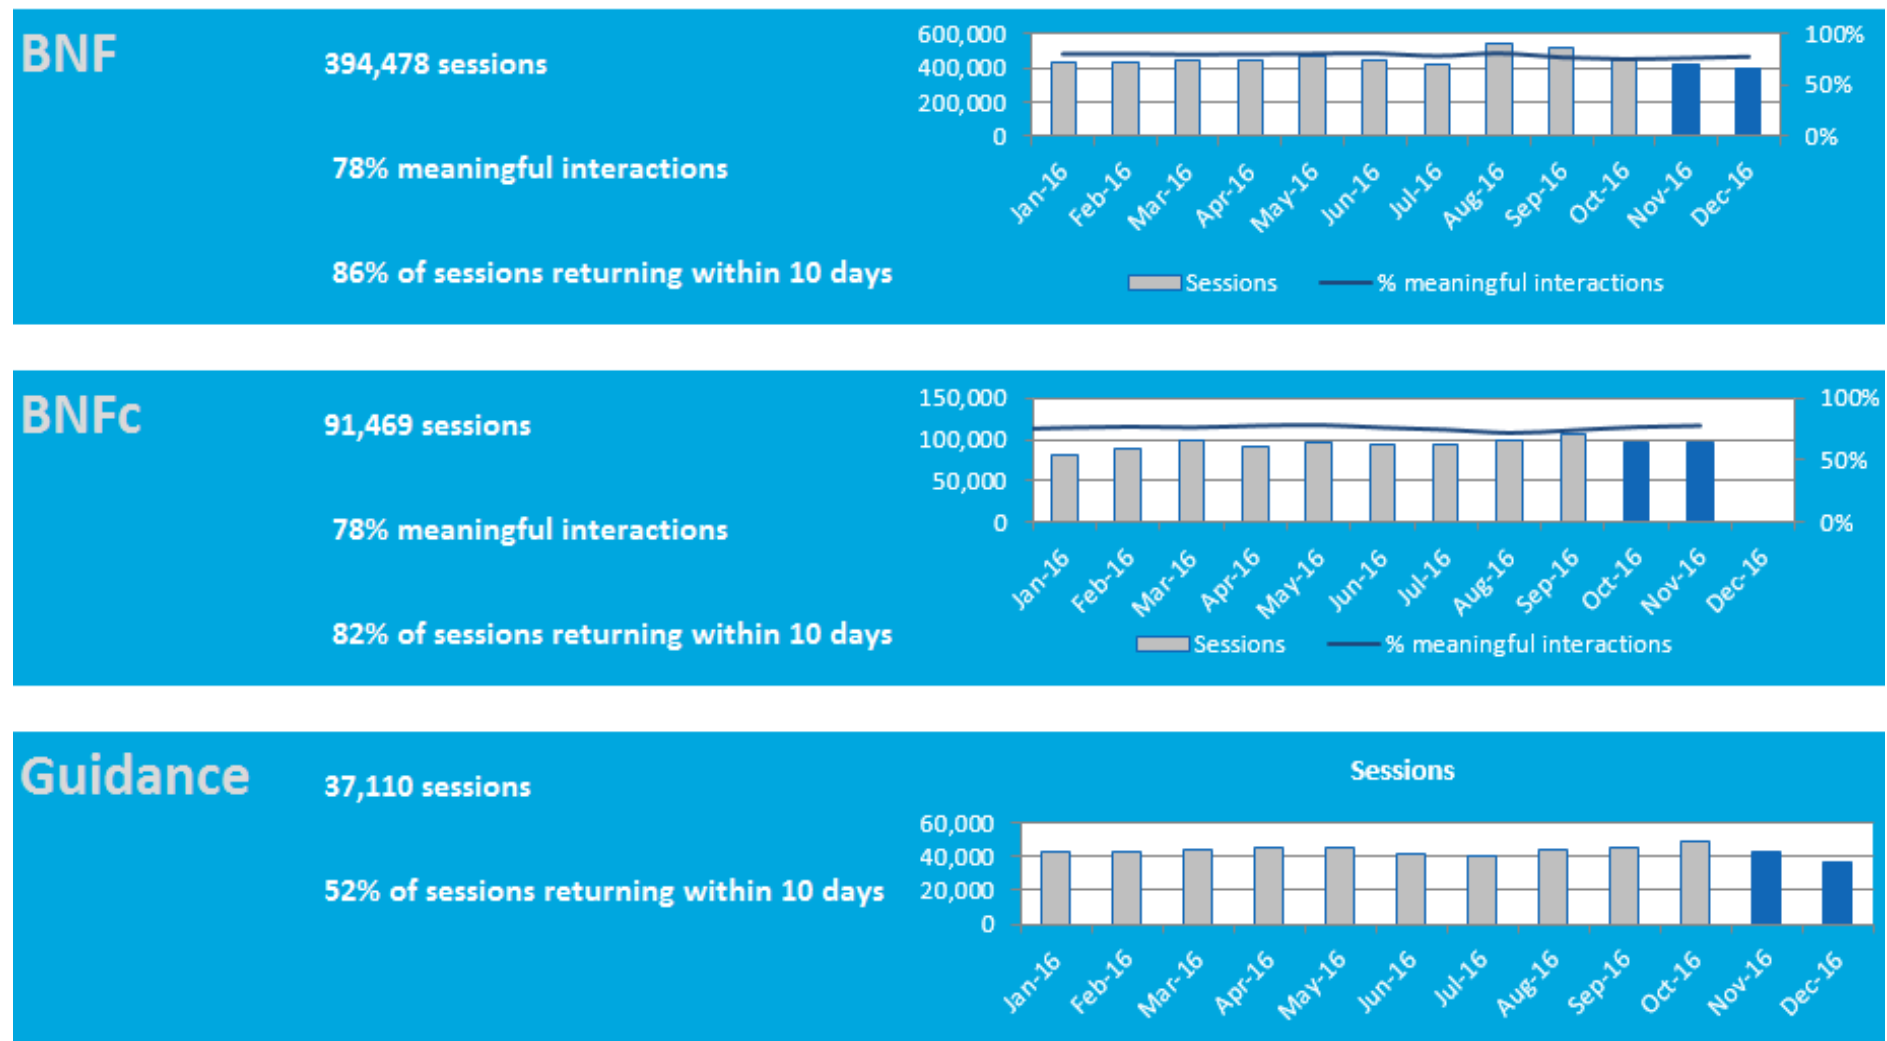 BNF
394,478 sessions
78% meaningful interactions
86% of sessions returning within 10 days
600,000
400,000
200,000
0
100%
50%
0%
Jan-16 Feb-16 Mar-16 Apr-16 May-16 Jun-16 Jul-16 Aug-16 Sep-16 Oct-16 Nov-16 Dec-16
Sessions % meaningful interactions
BNFc
91,469 sessions
78% meaningful interactions
82% of sessions returning within 10 days
150,000
100,000
50,000
0
100%
50%
0%
Jan-16 Feb-16 Mar-16 Apr-16 May-16 Jun-16 Jul-16 Aug-16 Sep-16 Oct-16 Nov-16 Dec-16
Sessions % meaningful interactions
Guidance
37,110 sessions
52% of sessions returning within 10 days
Sessions
60,000
40,000
20,000
0
Jan-16 Feb-16 Mar-16 Apr-16 May-16 Jun-16 Jul-16 Aug-16 Sep-16 Oct-16 Nov-16 Dec-16